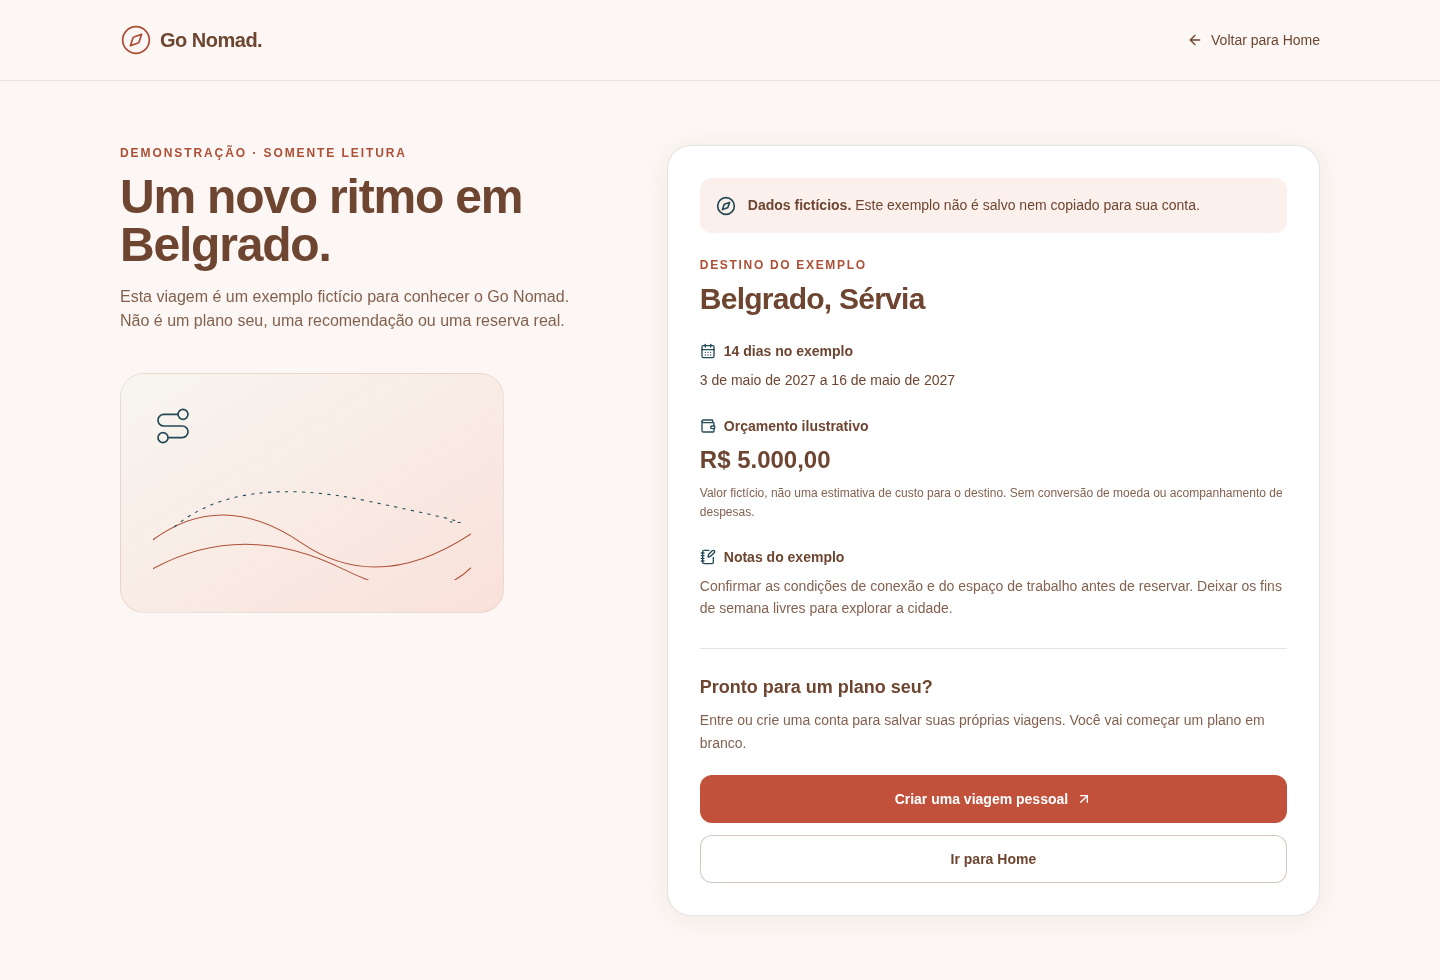 Go Nomad.
Voltar para Home
DEMONSTRAÇÃO · SOMENTE LEITURA
Um novo ritmo em
Belgrado.
Esta viagem é um exemplo fictício para conhecer o Go Nomad.
Não é um plano seu, uma recomendação ou uma reserva real.
Dados fictícios. Este exemplo não é salvo nem copiado para sua conta.
DESTINO DO EXEMPLO
Belgrado, Sérvia
14 dias no exemplo
3 de maio de 2027 a 16 de maio de 2027
Orçamento ilustrativo
R$ 5.000,00
Valor fictício, não uma estimativa de custo para o destino. Sem conversão de moeda ou acompanhamento de
despesas.
Notas do exemplo
Confirmar as condições de conexão e do espaço de trabalho antes de reservar. Deixar os fins
de semana livres para explorar a cidade.
Pronto para um plano seu?
Entre ou crie uma conta para salvar suas próprias viagens. Você vai começar um plano em
branco.
Criar uma viagem pessoal
Ir para Home